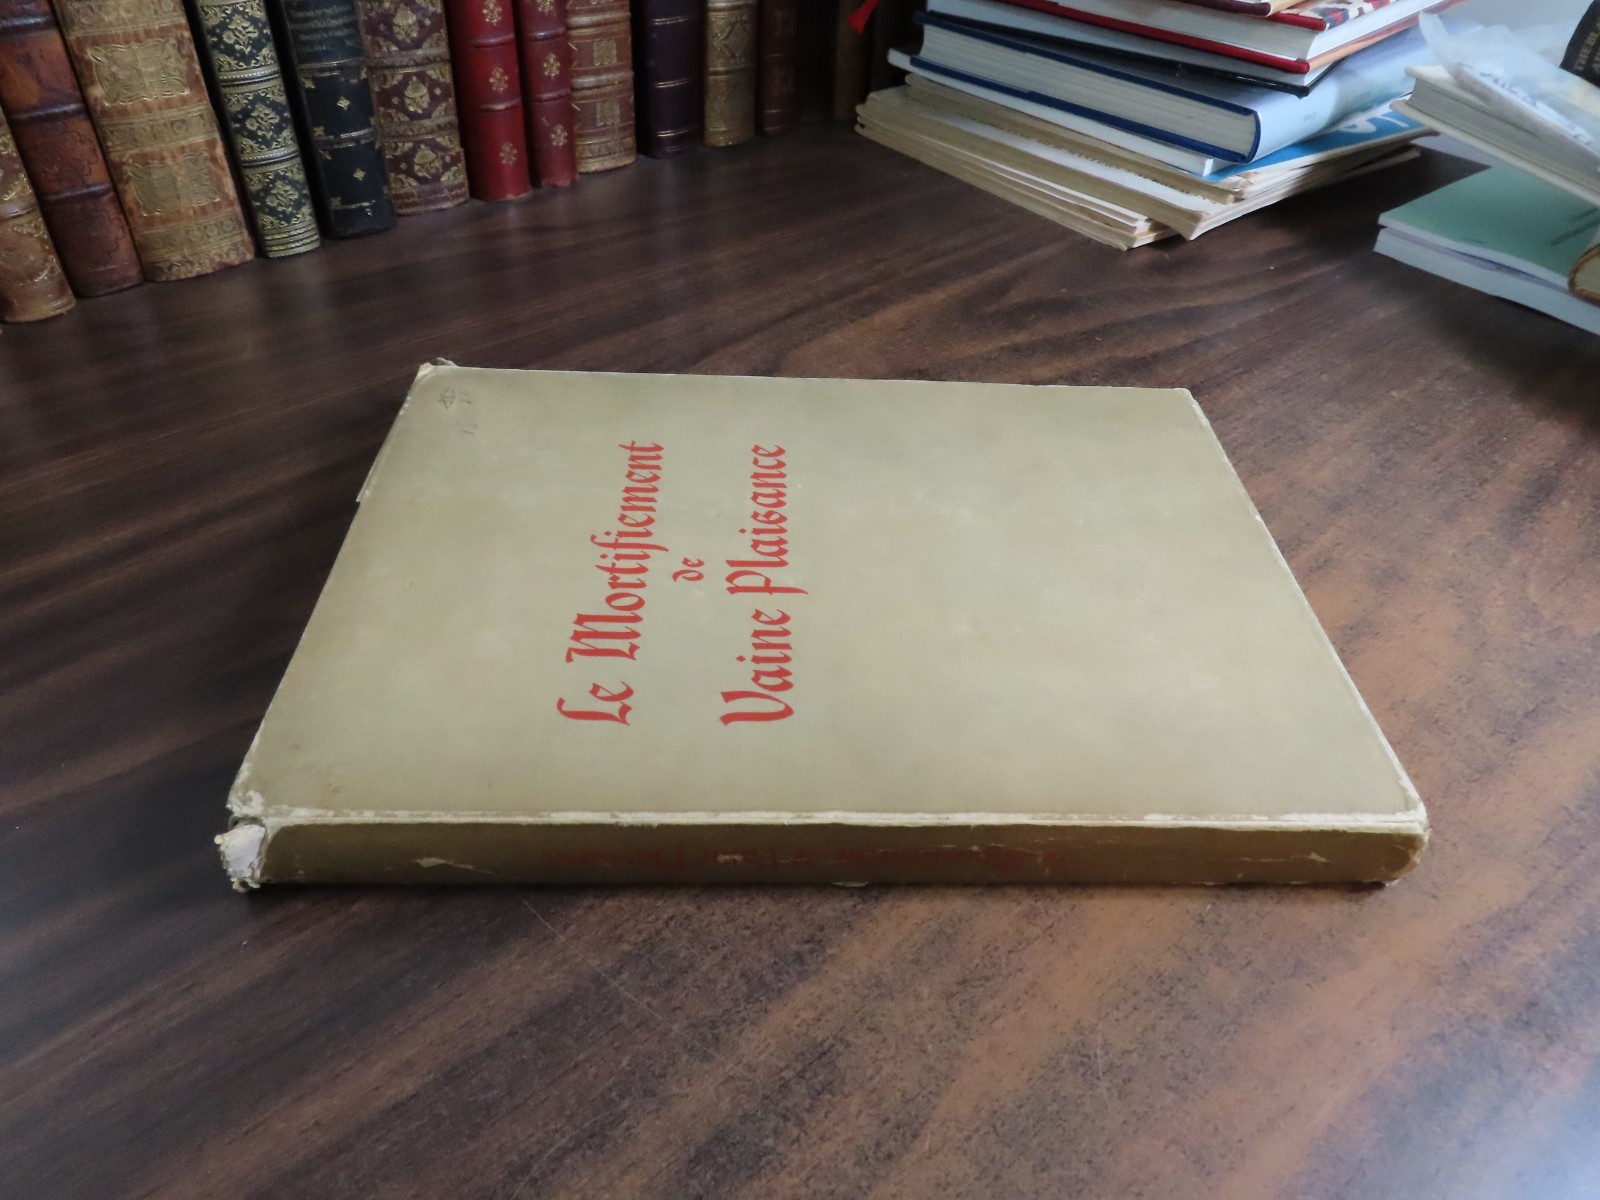 Le Mortifiement
de
Vaine Plaisance